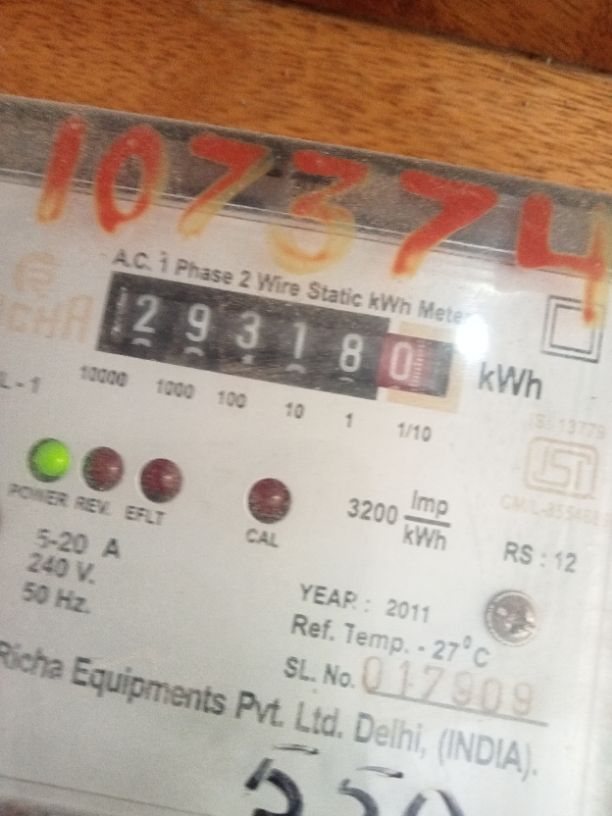 107374
A.C. 1 Phase 2 Wire Static kWh Meter
293180 kWh
10000 1000 100 10 1 1/10
POWER REV. EFLT CAL
3200 Imp/kWh
IS: 13779
5-20 A
240 V.
50 Hz.
RS : 12
YEAR : 2011
Ref. Temp. - 27°C
SL. No. 017909
Richa Equipments Pvt. Ltd. Delhi, (INDIA).